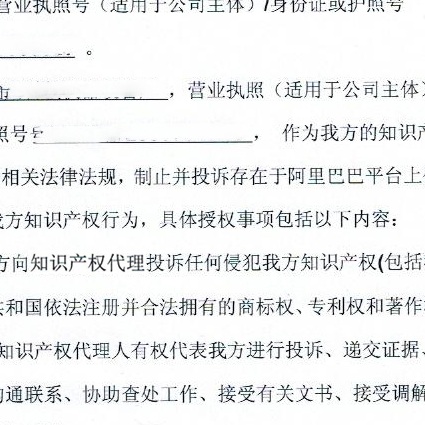 营业执照号（适用于公司主体）/身份证或护照号
。
，营业执照（适用于公司主体）
照号 ， 作为我方的知识产
相关法律法规，制止并投诉存在于阿里巴巴平台上
我方知识产权行为，具体授权事项包括以下内容：
方向知识产权代理投诉任何侵犯我方知识产权(包括
共和国依法注册并合法拥有的商标权、专利权和著作
知识产权代理人有权代表我方进行投诉、递交证据、
沟通联系、协助查处工作、接受有关文书、接受调解